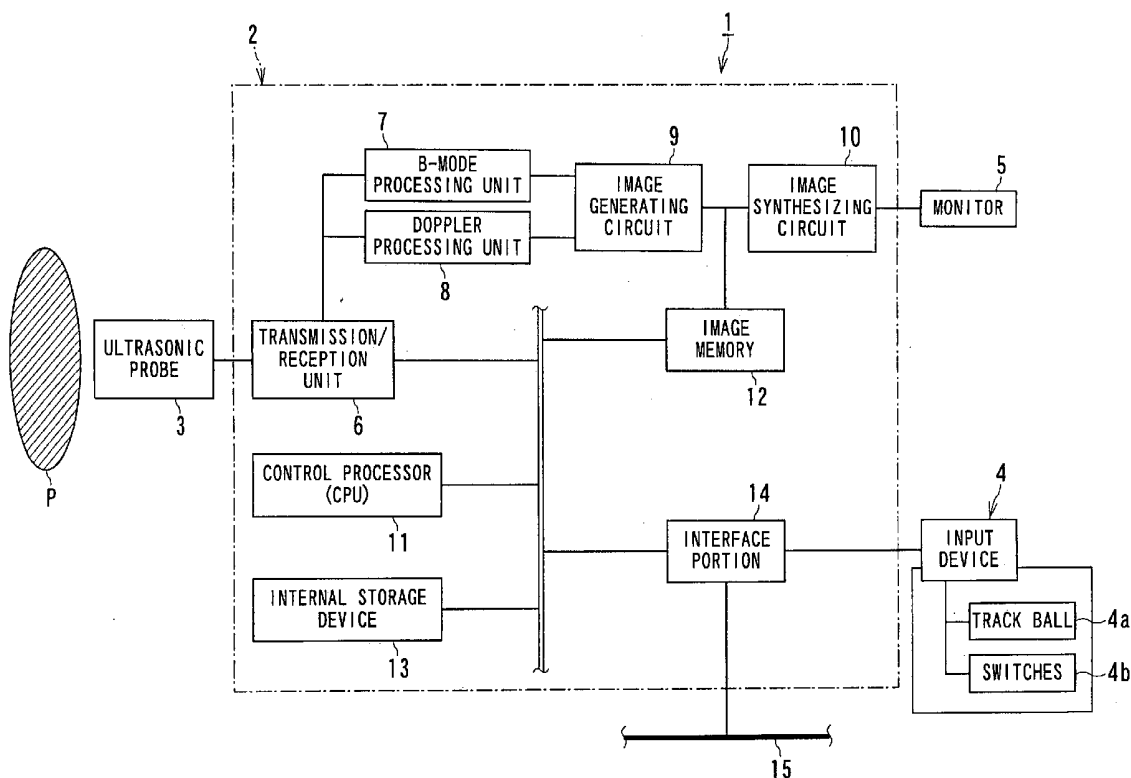 1
2
7
B-MODE
PROCESSING UNIT
9
IMAGE
GENERATING
CIRCUIT
10
IMAGE
SYNTHESIZING
CIRCUIT
5
MONITOR
DOPPLER
PROCESSING UNIT
8
ULTRASONIC
PROBE
3
TRANSMISSION/
RECEPTION
UNIT
6
IMAGE
MEMORY
12
P
CONTROL PROCESSOR
(CPU)
11
14
INTERFACE
PORTION
4
INPUT
DEVICE
INTERNAL STORAGE
DEVICE
13
TRACK BALL
4a
SWITCHES
4b
15